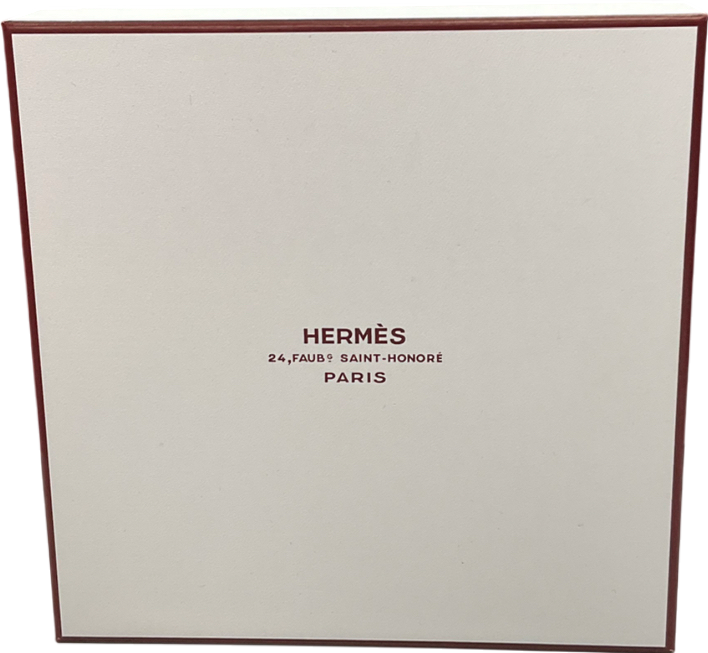 HERMÈS
24,FAUBG SAINT-HONORÉ
PARIS